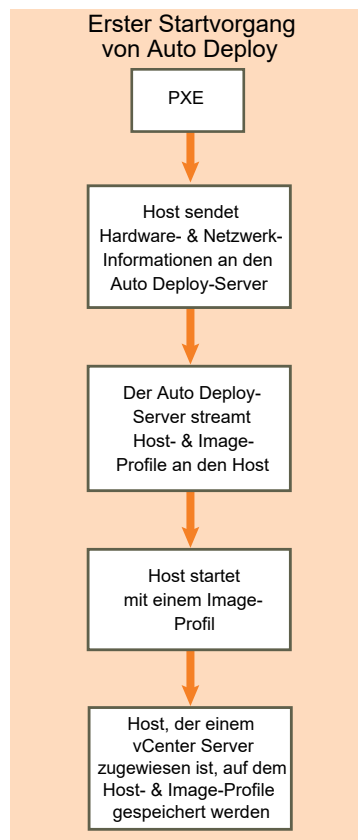 Erster Startvorgang
von Auto Deploy
PXE
Host sendet
Hardware- & Netzwerk-
Informationen an den
Auto Deploy-Server
Der Auto Deploy-
Server streamt
Host- & Image-
Profile an den Host
Host startet
mit einem Image-
Profil
Host, der einem
vCenter Server
zugewiesen ist, auf dem
Host- & Image-Profile
gespeichert werden